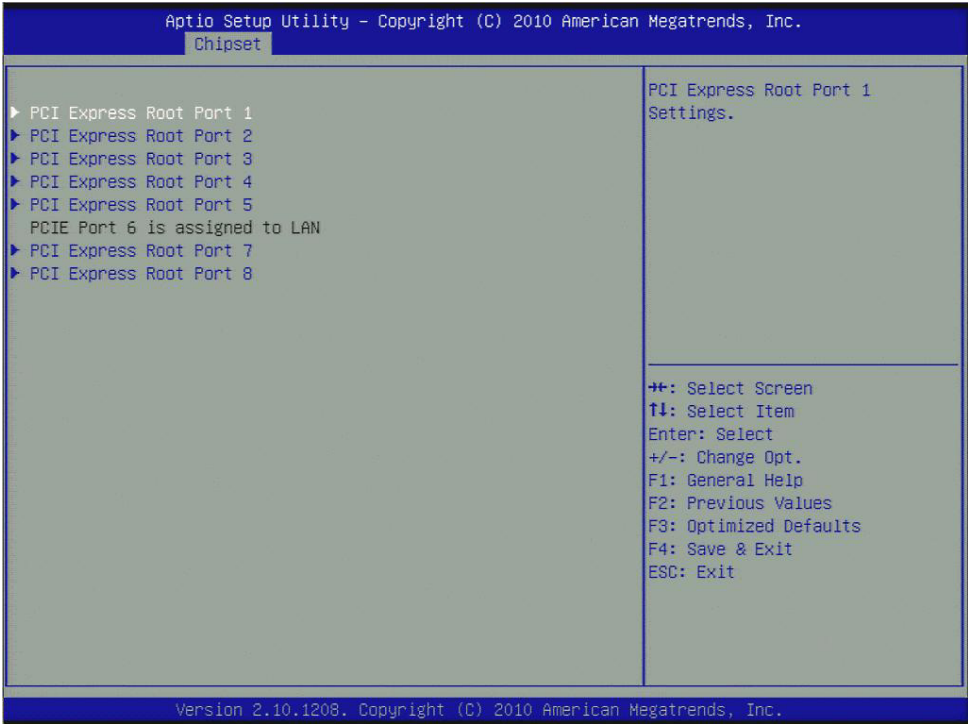 Aptio Setup Utility – Copyright (C) 2010 American Megatrends, Inc.
Chipset
PCI Express Root Port 1
PCI Express Root Port 2
PCI Express Root Port 3
PCI Express Root Port 4
PCI Express Root Port 5
PCIE Port 6 is assigned to LAN
PCI Express Root Port 7
PCI Express Root Port 8
PCI Express Root Port 1
Settings.
→←: Select Screen
↑↓: Select Item
Enter: Select
+/-: Change Opt.
F1: General Help
F2: Previous Values
F3: Optimized Defaults
F4: Save & Exit
ESC: Exit
Version 2.10.1208. Copyright (C) 2010 American Megatrends, Inc.